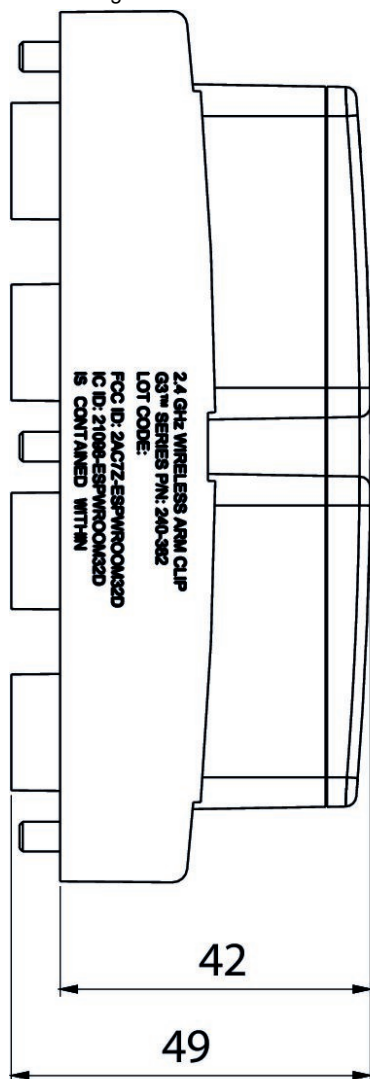 2.4 GHz WIRELESS ARM CLIP
G3™ SERIES P/N: 240-362
LOT CODE:
FCC ID: 2AC7Z-ESPWROOM32D
IC ID: 21098-ESPWROOM32D
IS CONTAINED WITHIN
42
49